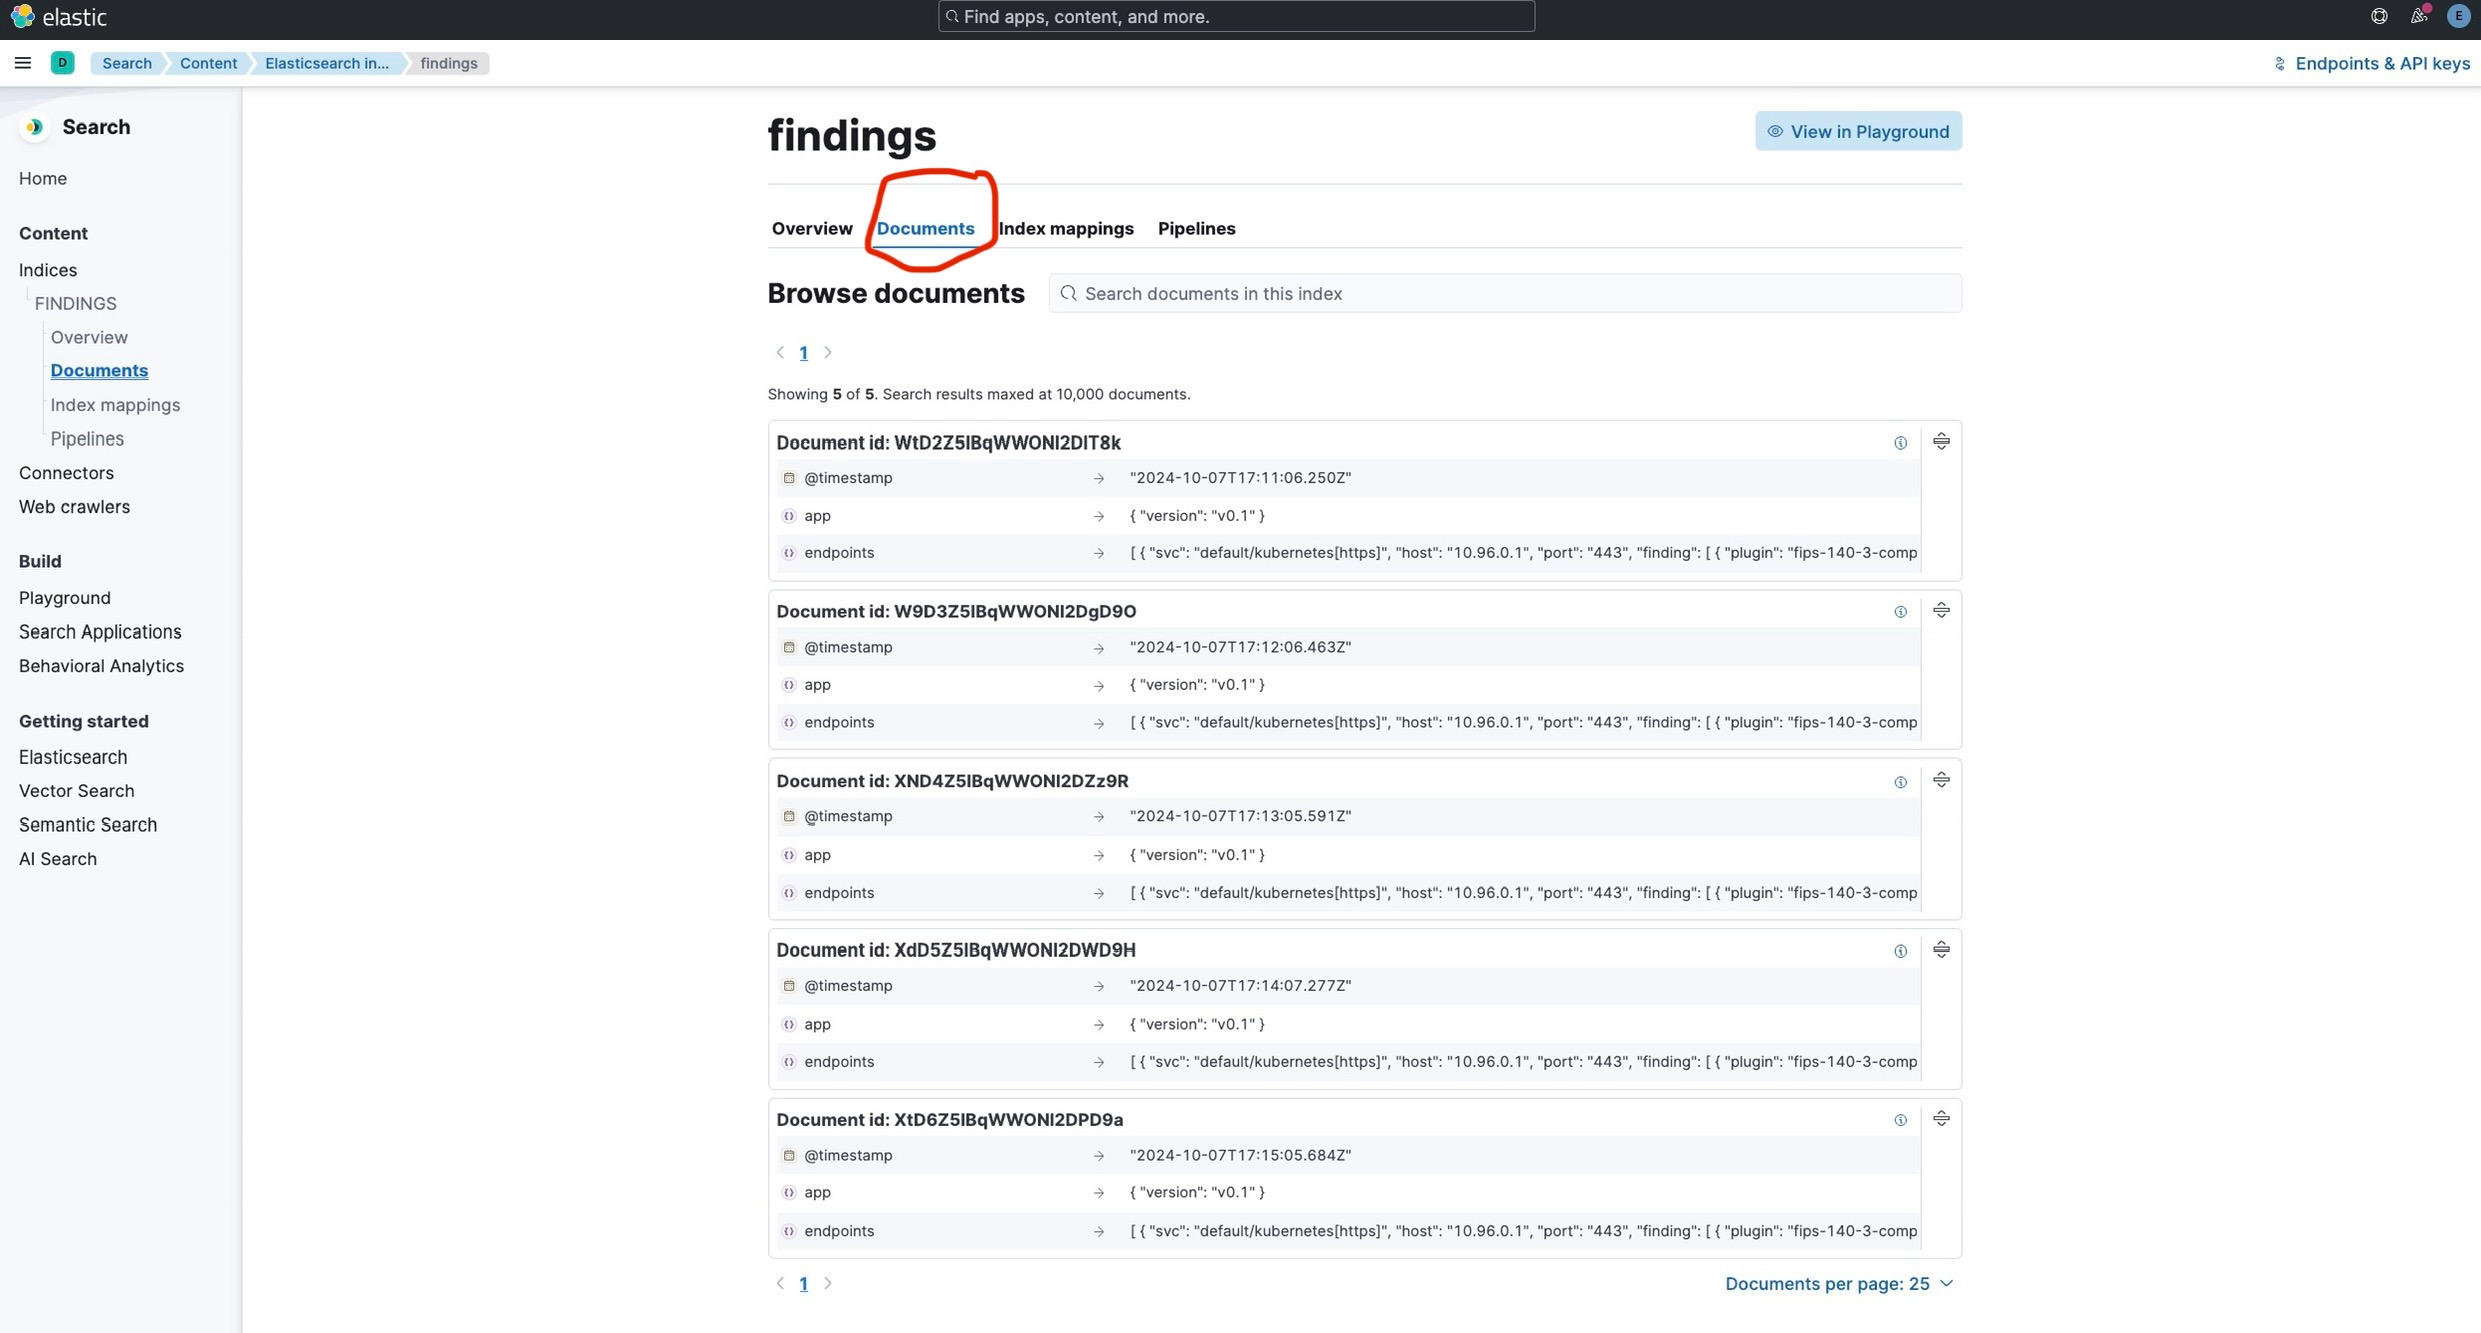 elastic
Find apps, content, and more.
E
D
Search
Content
Elasticsearch in...
findings
Endpoints & API keys
Search
Home
Content
Indices
FINDINGS
Overview
Documents
Index mappings
Pipelines
Connectors
Web crawlers
Build
Playground
Search Applications
Behavioral Analytics
Getting started
Elasticsearch
Vector Search
Semantic Search
AI Search
findings
View in Playground
Overview Documents Index mappings Pipelines
Browse documents
Search documents in this index
1
Showing 5 of 5. Search results maxed at 10,000 documents.
Document id: WtD2Z5IBqWWONI2DIT8k
@timestamp → "2024-10-07T17:11:06.250Z"
app → { "version": "v0.1" }
endpoints → [ { "svc": "default/kubernetes[https]", "host": "10.96.0.1", "port": "443", "finding": [ { "plugin": "fips-140-3-comp
Document id: W9D3Z5IBqWWONI2DgD9O
@timestamp → "2024-10-07T17:12:06.463Z"
app → { "version": "v0.1" }
endpoints → [ { "svc": "default/kubernetes[https]", "host": "10.96.0.1", "port": "443", "finding": [ { "plugin": "fips-140-3-comp
Document id: XND4Z5IBqWWONI2DZz9R
@timestamp → "2024-10-07T17:13:05.591Z"
app → { "version": "v0.1" }
endpoints → [ { "svc": "default/kubernetes[https]", "host": "10.96.0.1", "port": "443", "finding": [ { "plugin": "fips-140-3-comp
Document id: XdD5Z5IBqWWONI2DWD9H
@timestamp → "2024-10-07T17:14:07.277Z"
app → { "version": "v0.1" }
endpoints → [ { "svc": "default/kubernetes[https]", "host": "10.96.0.1", "port": "443", "finding": [ { "plugin": "fips-140-3-comp
Document id: XtD6Z5IBqWWONI2DPD9a
@timestamp → "2024-10-07T17:15:05.684Z"
app → { "version": "v0.1" }
endpoints → [ { "svc": "default/kubernetes[https]", "host": "10.96.0.1", "port": "443", "finding": [ { "plugin": "fips-140-3-comp
1
Documents per page: 25